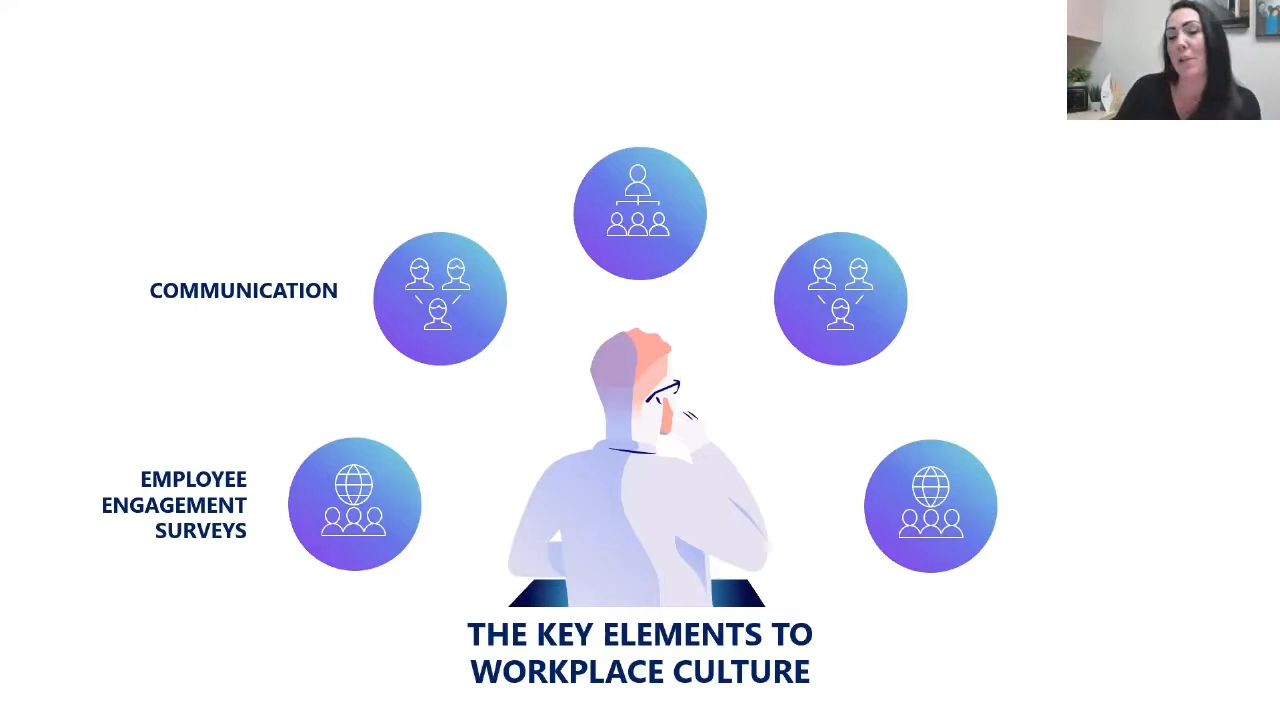 COMMUNICATION
EMPLOYEE
ENGAGEMENT
SURVEYS
THE KEY ELEMENTS TO
WORKPLACE CULTURE